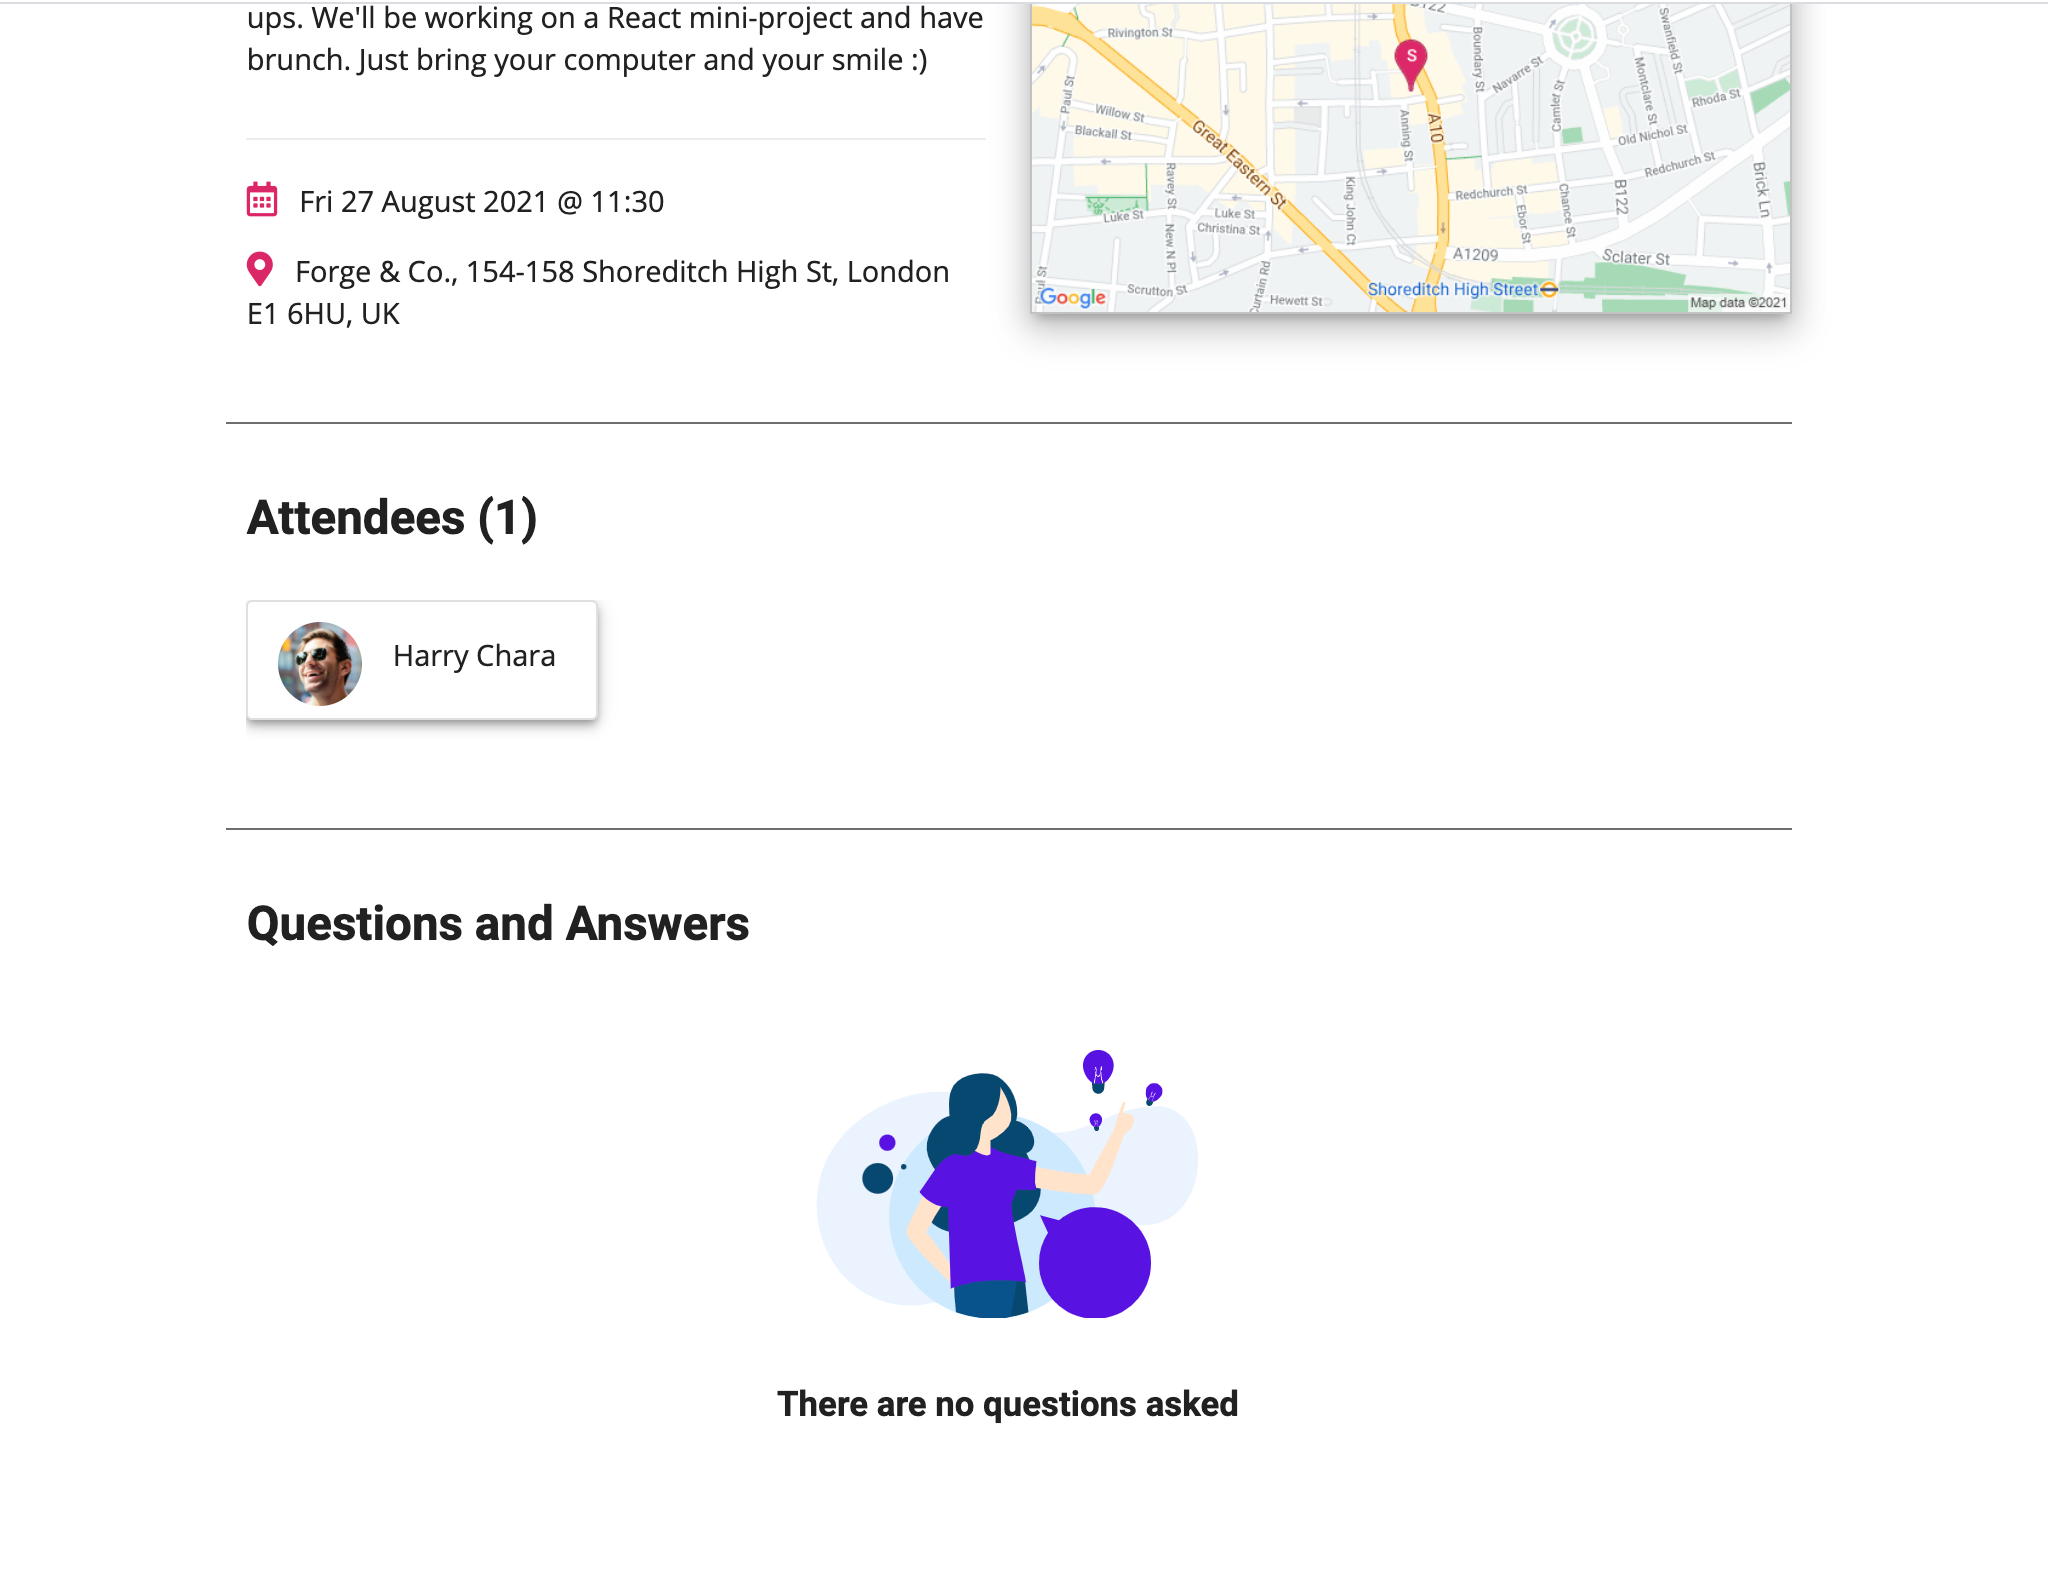 ups. We'll be working on a React mini-project and have
brunch. Just bring your computer and your smile :)
Fri 27 August 2021 @ 11:30
Forge & Co., 154-158 Shoreditch High St, London
E1 6HU, UK
Rivington St
Boundary St
Swanfield St
S
Navarre St
Paul St
Willow St
Blackall St
Great Eastern St
Anning St
A10
Camlet St
Montclare St
Rhoda St
Old Nichol St
Redchurch St
Ravey St
King John Ct
Redchurch St
B122
Brick Ln
Luke St
Luke St
Christina St
New N Pl
Ebor St
Chance St
A1209
Sclater St
Scrutton St
Hewett St
Shoreditch High Street
Google
Map data ©2021
Attendees (1)
Harry Chara
Questions and Answers
There are no questions asked